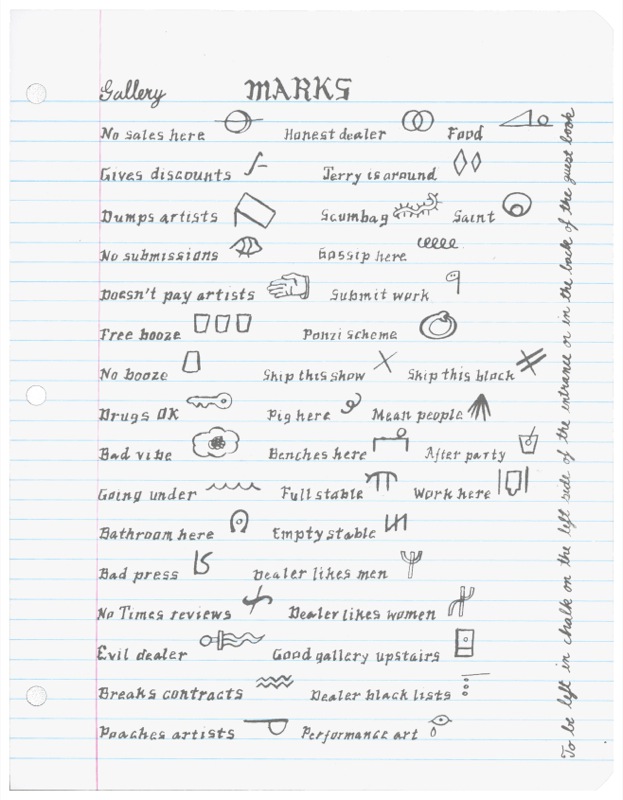 Gallery MARKS
No sales here Honest dealer Food
Gives discounts Jerry is around
Dumps artists Scumbag Saint
No submissions Gossip here
Doesn't pay artists Submit work
Free booze Ponzi scheme
No booze Skip this show Skip this block
Drugs OK Pig here Mean people
Bad vibe Benches here After party
Going under Full stable Work here
Bathroom here Empty stable
Bad press Dealer likes men
No Times reviews Dealer likes women
Evil dealer Good gallery upstairs
Breaks contracts Dealer black lists
Poaches artists Performance art
To be left in chalk on the left side of the entrance or in the back of the guest book